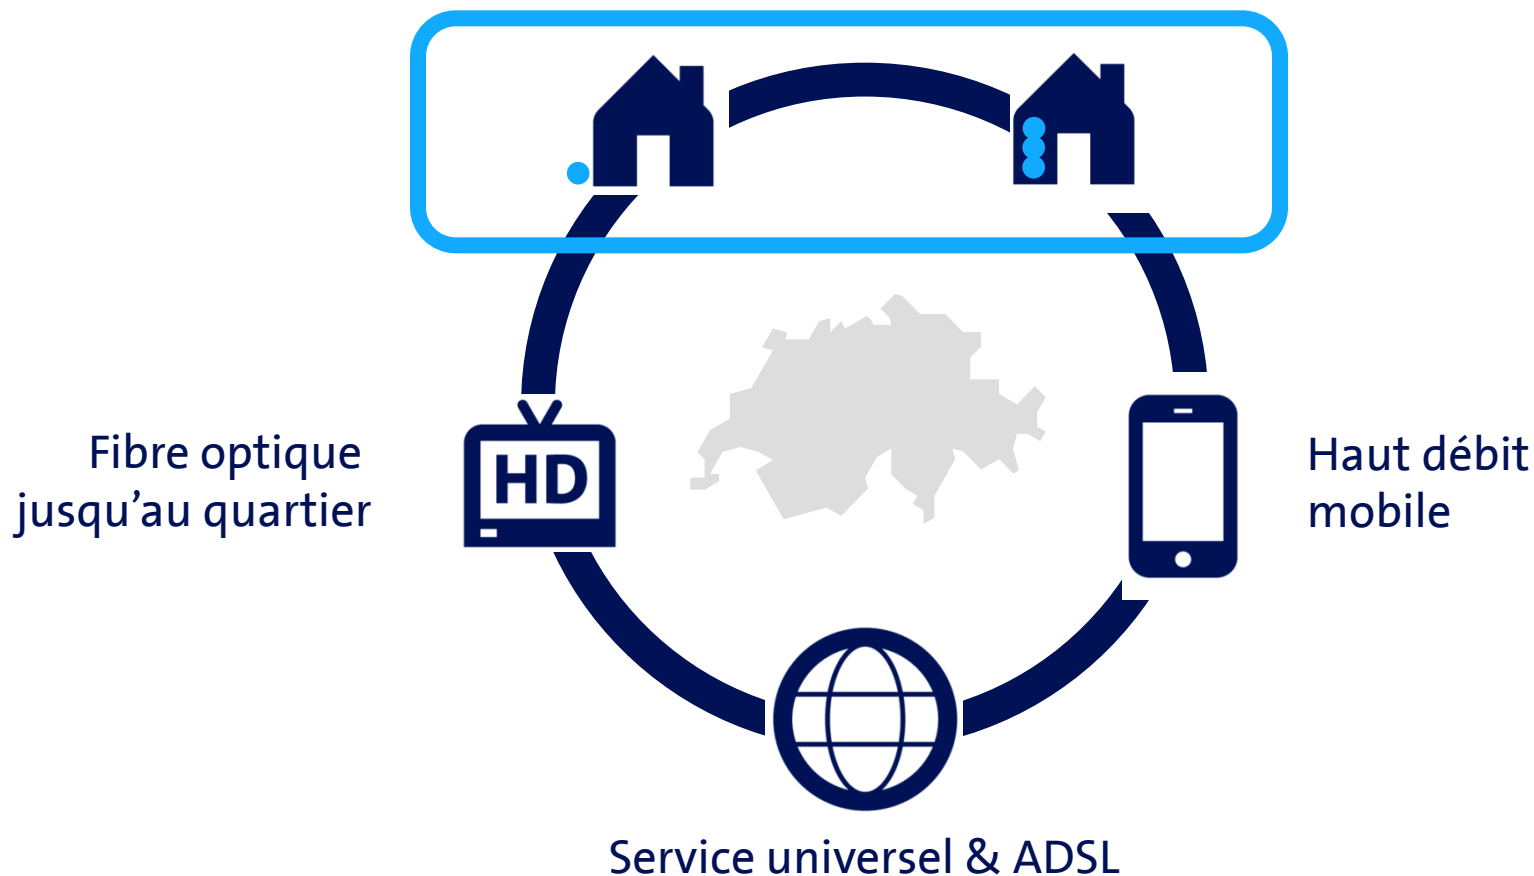 Fibre optique
jusqu’au quartier
HD
Haut débit
mobile
Service universel & ADSL